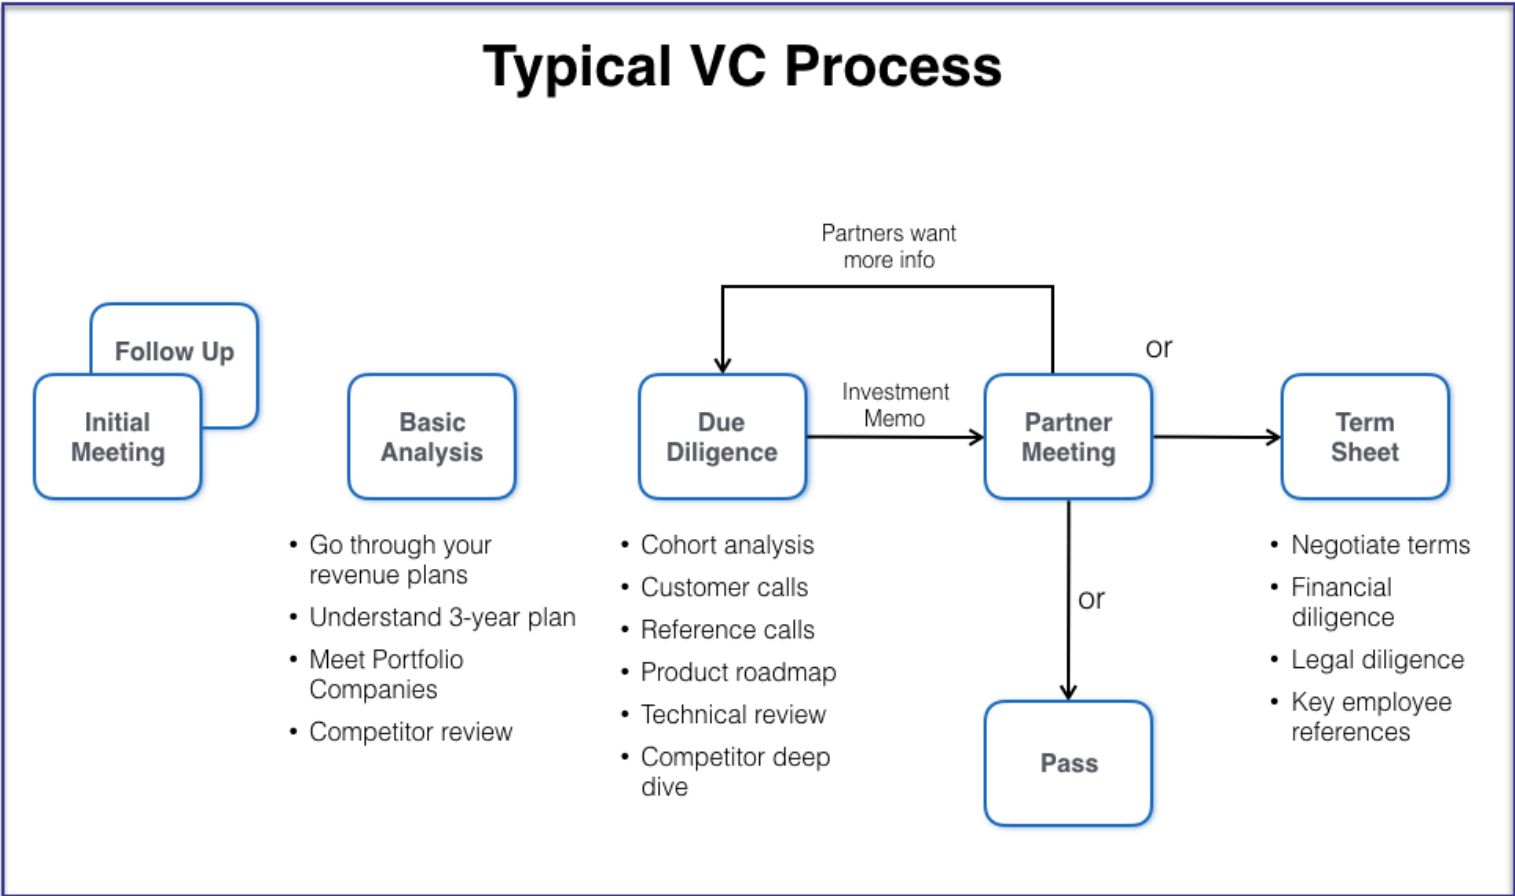 Typical VC Process
Partners want
more info
or
Follow Up
Initial
Meeting
Basic
Analysis
Due
Diligence
Investment
Memo
Partner
Meeting
Term
Sheet
• Go through your
revenue plans
• Understand 3-year plan
• Meet Portfolio
Companies
• Competitor review
• Cohort analysis
• Customer calls
• Reference calls
• Product roadmap
• Technical review
• Competitor deep
dive
or
Pass
• Negotiate terms
• Financial
diligence
• Legal diligence
• Key employee
references